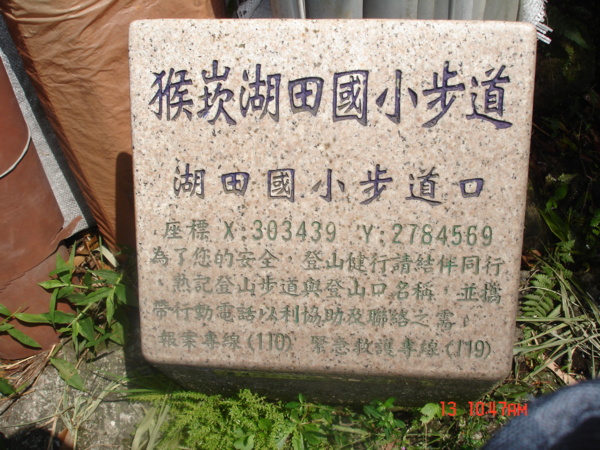 猴崁湖田國小步道
湖田國小步道口
座標 X:303439 Y:2784569
為了您的安全，登山健行請結伴同行
，熟記登山步道與登山口名稱，並攜
帶行動電話以利協助及聯絡之需。
報案專線(110) 緊急救護專線(119)
13 10:47AM